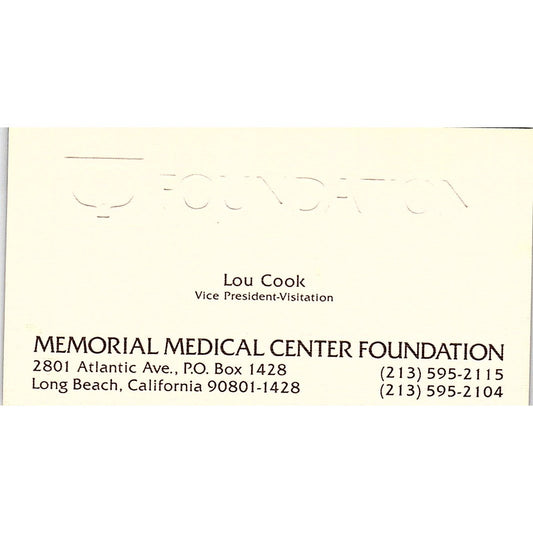 FOUNDATION
Lou Cook
Vice President-Visitation
MEMORIAL MEDICAL CENTER FOUNDATION
2801 Atlantic Ave., P.O. Box 1428 (213) 595-2115
Long Beach, California 90801-1428 (213) 595-2104